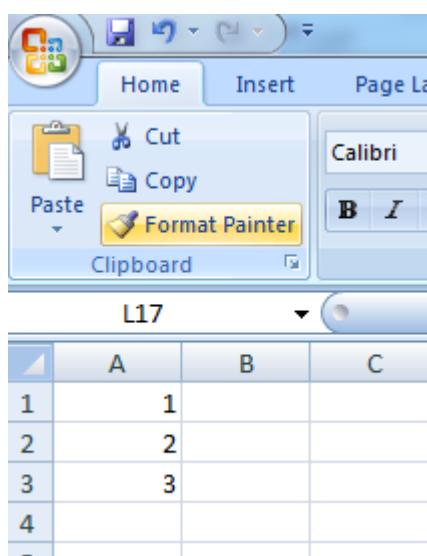 Home Insert Page La
Cut
Copy
Paste
Format Painter
Clipboard
Calibri
B I
L17
A B C
1 1
2 2
3 3
4